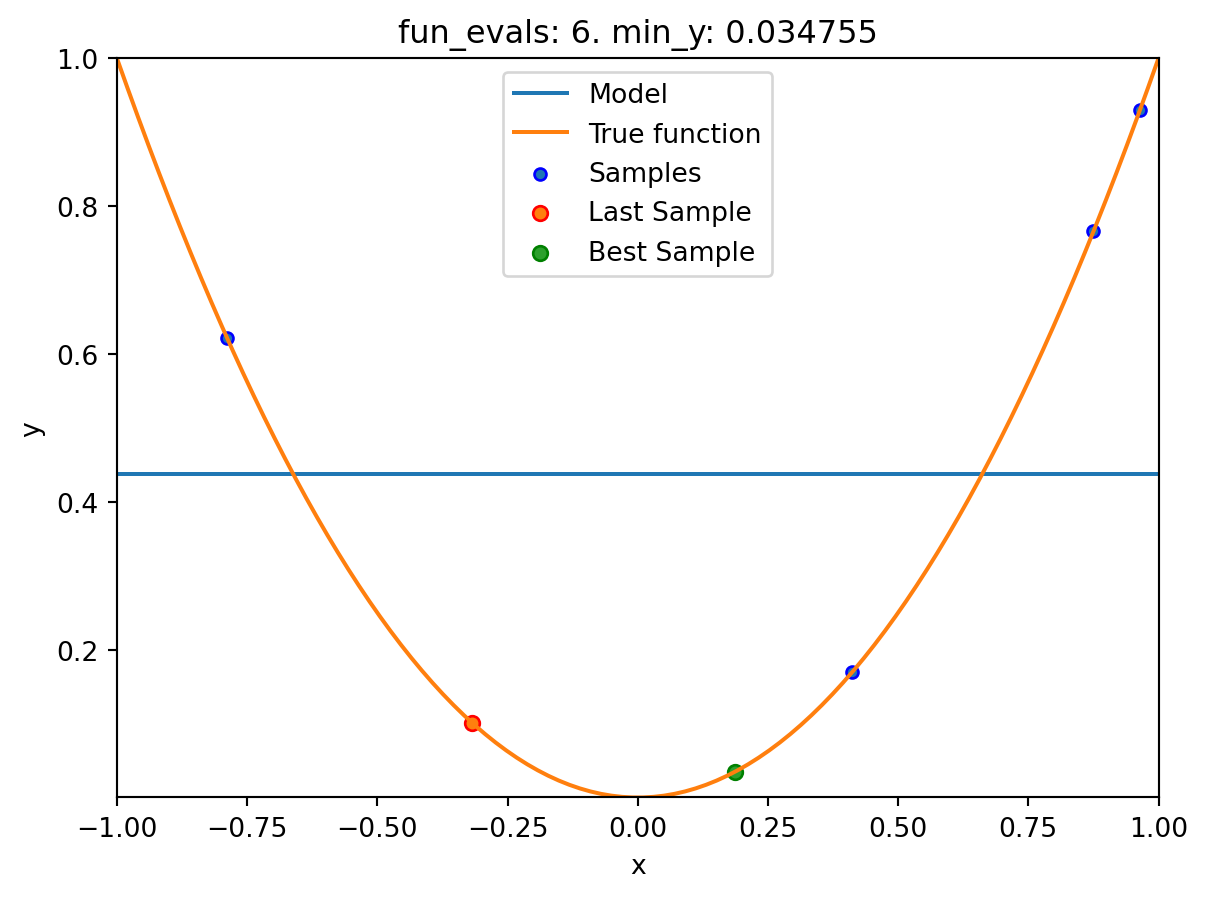 fun_evals: 6. min_y: 0.034755
1.0
0.8
0.6
0.4
0.2
y
Model
True function
Samples
Last Sample
Best Sample
−1.00 −0.75 −0.50 −0.25 0.00 0.25 0.50 0.75 1.00
x